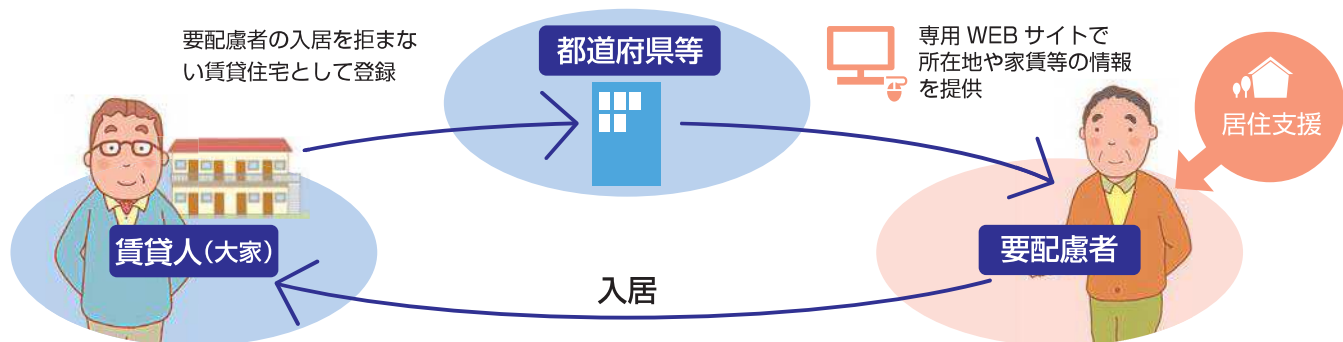 要配慮者の入居を拒まな
い賃貸住宅として登録
都道府県等
専用 WEB サイトで
所在地や家賃等の情報
を提供
居住支援
賃貸人(大家)
要配慮者
入居